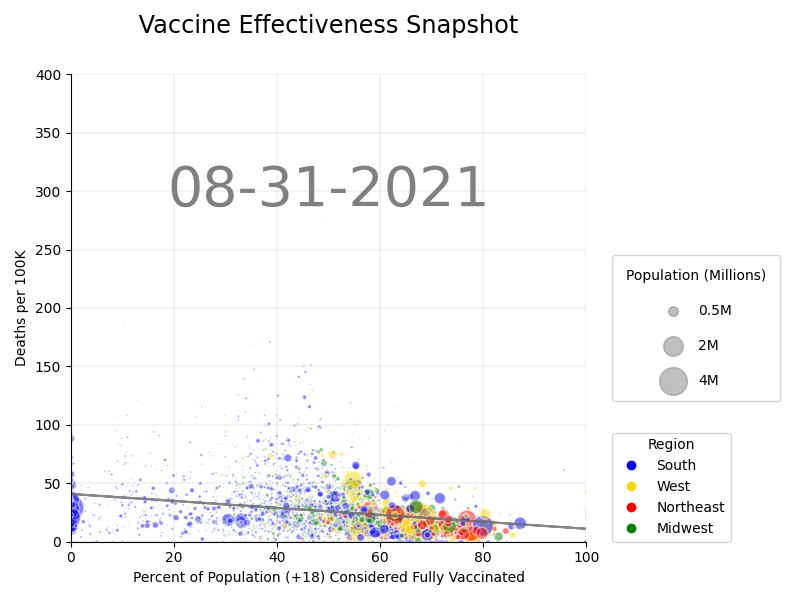 Vaccine Effectiveness Snapshot
400
350
300
250
200
150
100
50
0
Deaths per 100K
08-31-2021
0 20 40 60 80 100
Percent of Population (+18) Considered Fully Vaccinated
Population (Millions)
0.5M
2M
4M
Region
South
West
Northeast
Midwest